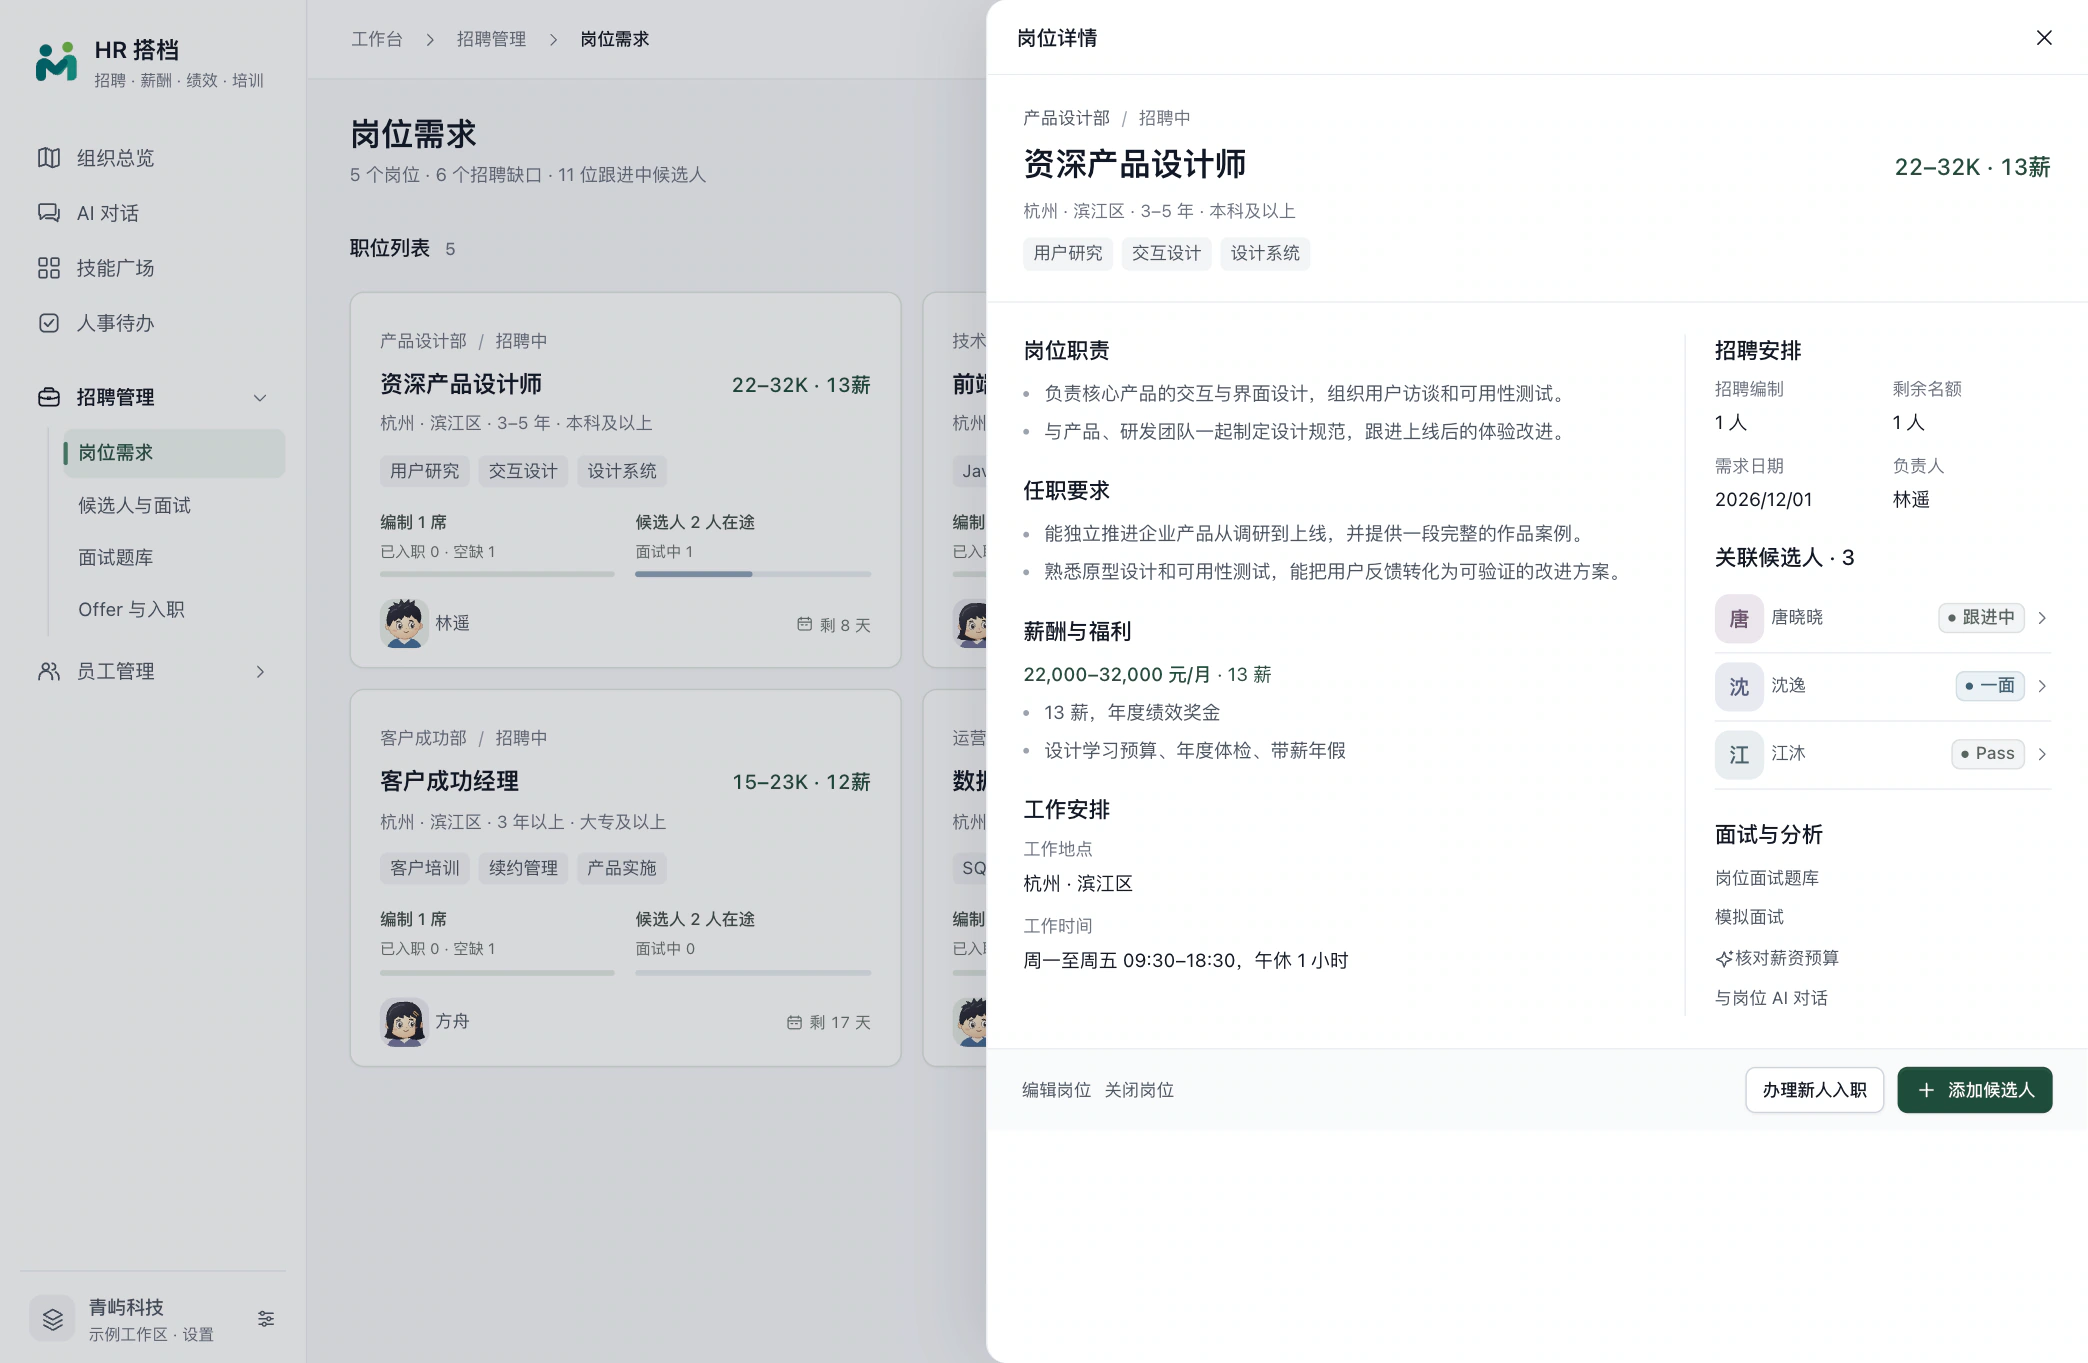 HR 搭档
招聘 · 薪酬 · 绩效 · 培训
组织总览
AI 对话
技能广场
人事待办
招聘管理
岗位需求
候选人与面试
面试题库
Offer 与入职
员工管理
青屿科技
示例工作区 · 设置
工作台 > 招聘管理 > 岗位需求
岗位需求
5 个岗位 · 6 个招聘缺口 · 11 位跟进中候选人
职位列表 5
产品设计部 / 招聘中
资深产品设计师 22–32K · 13薪
杭州 · 滨江区 · 3–5 年 · 本科及以上
用户研究 交互设计 设计系统
编制 1 席 候选人 2 人在途
已入职 0 · 空缺 1 面试中 1
林遥 剩 8 天
技术
前端
杭州
Jav
编制
已入
客户成功部 / 招聘中
客户成功经理 15–23K · 12薪
杭州 · 滨江区 · 3 年以上 · 大专及以上
客户培训 续约管理 产品实施
编制 1 席 候选人 2 人在途
已入职 0 · 空缺 1 面试中 0
方舟 剩 17 天
运营
数据
杭州
SQ
编制
已入
岗位详情
产品设计部 / 招聘中
资深产品设计师 22–32K · 13薪
杭州 · 滨江区 · 3–5 年 · 本科及以上
用户研究 交互设计 设计系统
岗位职责
• 负责核心产品的交互与界面设计，组织用户访谈和可用性测试。
• 与产品、研发团队一起制定设计规范，跟进上线后的体验改进。
任职要求
• 能独立推进企业产品从调研到上线，并提供一段完整的作品案例。
• 熟悉原型设计和可用性测试，能把用户反馈转化为可验证的改进方案。
薪酬与福利
22,000–32,000 元/月 · 13 薪
• 13 薪，年度绩效奖金
• 设计学习预算、年度体检、带薪年假
工作安排
工作地点
杭州 · 滨江区
工作时间
周一至周五 09:30–18:30，午休 1 小时
招聘安排
招聘编制 剩余名额
1 人 1 人
需求日期 负责人
2026/12/01 林遥
关联候选人 · 3
唐 唐晓晓 • 跟进中
沈 沈逸 • 一面
江 江沐 • Pass
面试与分析
岗位面试题库
模拟面试
核对薪资预算
与岗位 AI 对话
编辑岗位 关闭岗位 办理新人入职 + 添加候选人